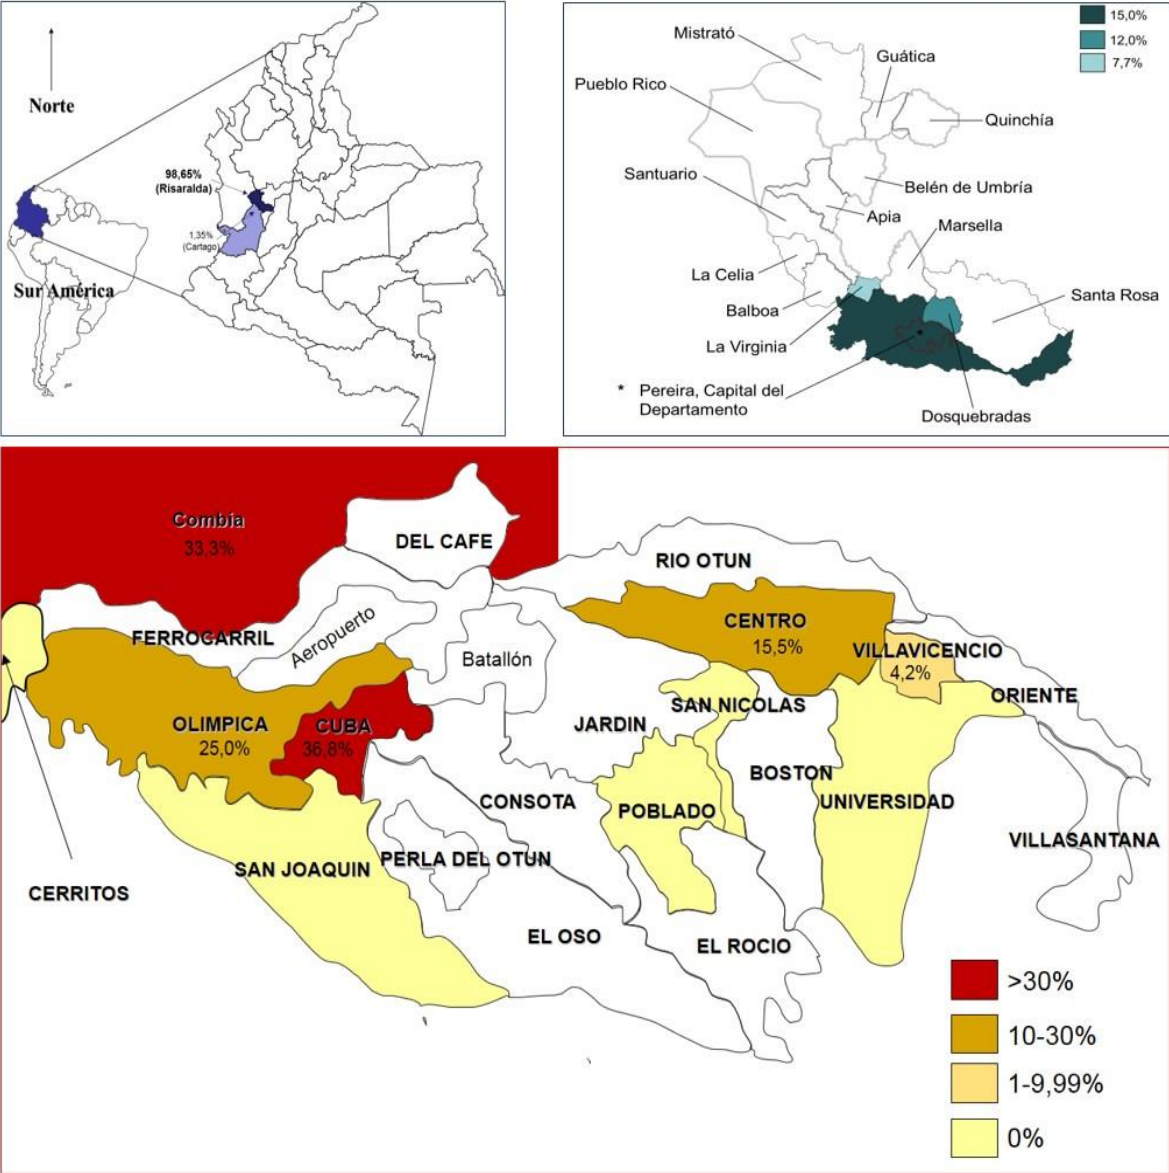 Norte
98,65%
(Risaralda)
1,35%
(Cartago)
Sur América
15,0%
12,0%
7,7%
Mistrató
Guática
Pueblo Rico
Quinchía
Santuario
Belén de Umbría
Apia
Marsella
La Celia
Santa Rosa
Balboa
La Virginia
* Pereira, Capital del
Departamento
Dosquebradas
Combia
33,3%
DEL CAFE
RIO OTUN
FERROCARRIL
Aeropuerto
Batallón
CENTRO
15,5%
VILLAVICENCIO
4,2%
ORIENTE
OLIMPICA
25,0%
CUBA
36,8%
JARDIN
SAN NICOLAS
BOSTON
CONSOTA
POBLADO
UNIVERSIDAD
VILLASANTANA
SAN JOAQUIN
PERLA DEL OTUN
CERRITOS
EL OSO
EL ROCIO
>30%
10-30%
1-9,99%
0%